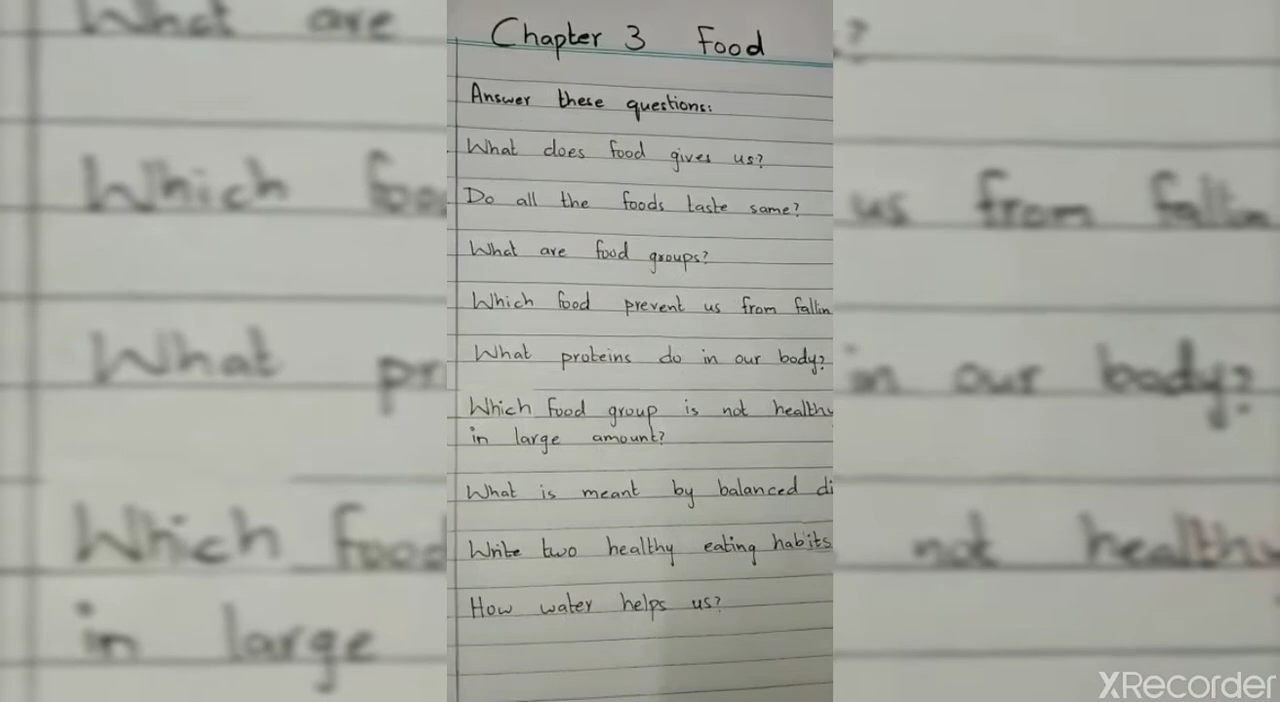 Chapter 3 Food
Answer these questions:
What does food gives us?
Do all the foods taste same?
What are food groups?
Which food prevent us from fallin
What proteins do in our body?
Which food group is not healthy
in large amount?
What is meant by balanced di
Write two healthy eating habits
How water helps us?
XRecorder